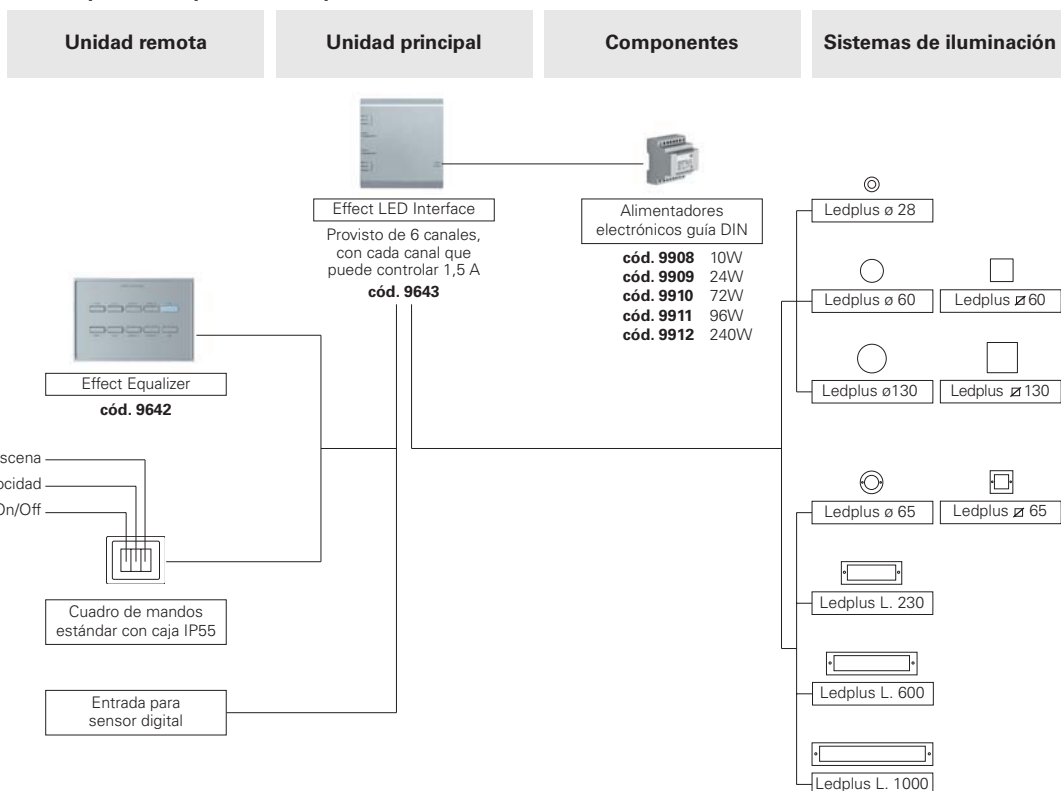 Unidad remota
Unidad principal
Componentes
Sistemas de iluminación
Effect LED Interface
Provisto de 6 canales,
con cada canal que
puede controlar 1,5 A
cód. 9643
Alimentadores
electrónicos guía DIN
cód. 9908 10W
cód. 9909 24W
cód. 9910 72W
cód. 9911 96W
cód. 9912 240W
Effect Equalizer
cód. 9642
scena
ocidad
On/Off
Cuadro de mandos
estándar con caja IP55
Entrada para
sensor digital
Ledplus ø 28
Ledplus ø 60
Ledplus ⌀ 60
Ledplus ø130
Ledplus ⌀ 130
Ledplus ø 65
Ledplus ⌀ 65
Ledplus L. 230
Ledplus L. 600
Ledplus L. 1000